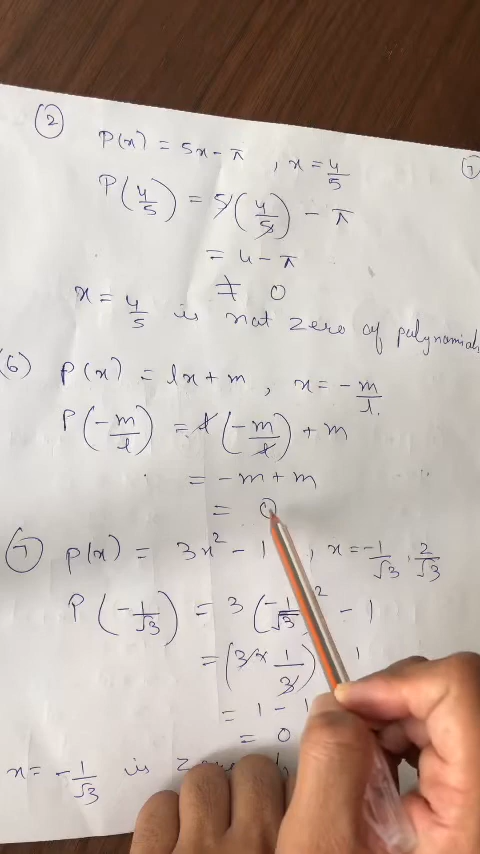 (2)
P(x) = 5x - π , x = 4/5
P(4/5) = 5(4/5) - π
= 4 - π
≠ 0
x = 4/5 is not zero of polynomial
(6) P(x) = lx + m , x = -m/l.
P(-m/l) = l(-m/l) + m
= -m + m
= 0
(7) P(x) = 3x² - 1 , x = -1/√3, 2/√3
P(-1/√3) = 3(-1/√3)² - 1
= (3 × 1/3) 1
= 1 - 1
= 0
x = -1/√3 is